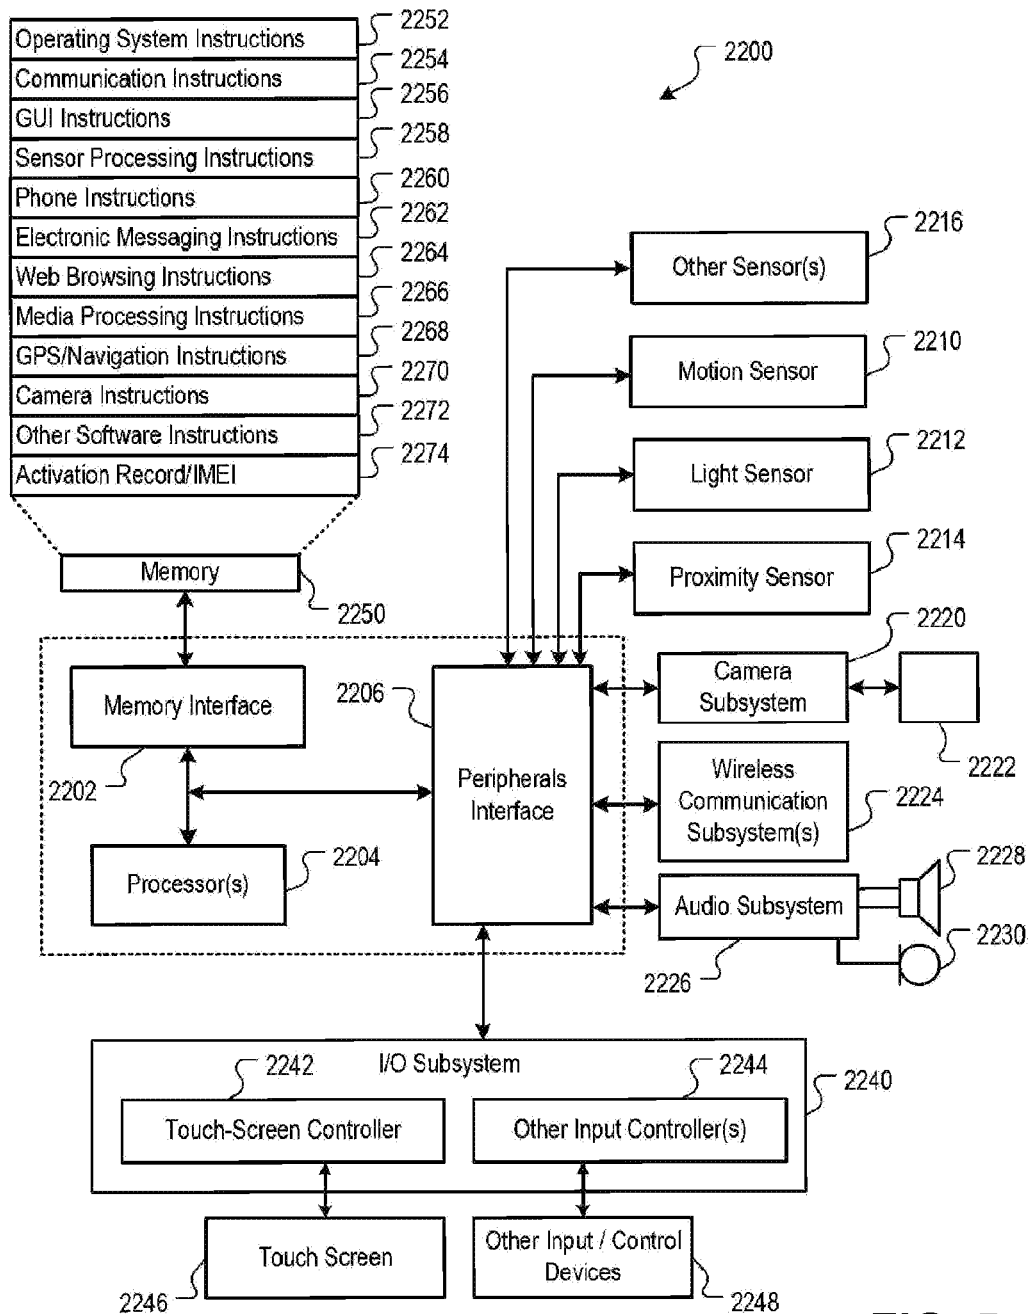 Operating System Instructions
2252
Communication Instructions
2254
GUI Instructions
2256
Sensor Processing Instructions
2258
Phone Instructions
2260
Electronic Messaging Instructions
2262
Web Browsing Instructions
2264
Media Processing Instructions
2266
GPS/Navigation Instructions
2268
Camera Instructions
2270
Other Software Instructions
2272
Activation Record/IMEI
2274
2200
Other Sensor(s)
2216
Motion Sensor
2210
Light Sensor
2212
Proximity Sensor
2214
Memory
2250
Memory Interface
2202
Processor(s)
2204
2206
Peripherals
Interface
Camera
Subsystem
2220
2222
Wireless
Communication
Subsystem(s)
2224
Audio Subsystem
2226
2228
2230
I/O Subsystem
2240
2242
Touch-Screen Controller
2244
Other Input Controller(s)
Touch Screen
2246
Other Input / Control
Devices
2248